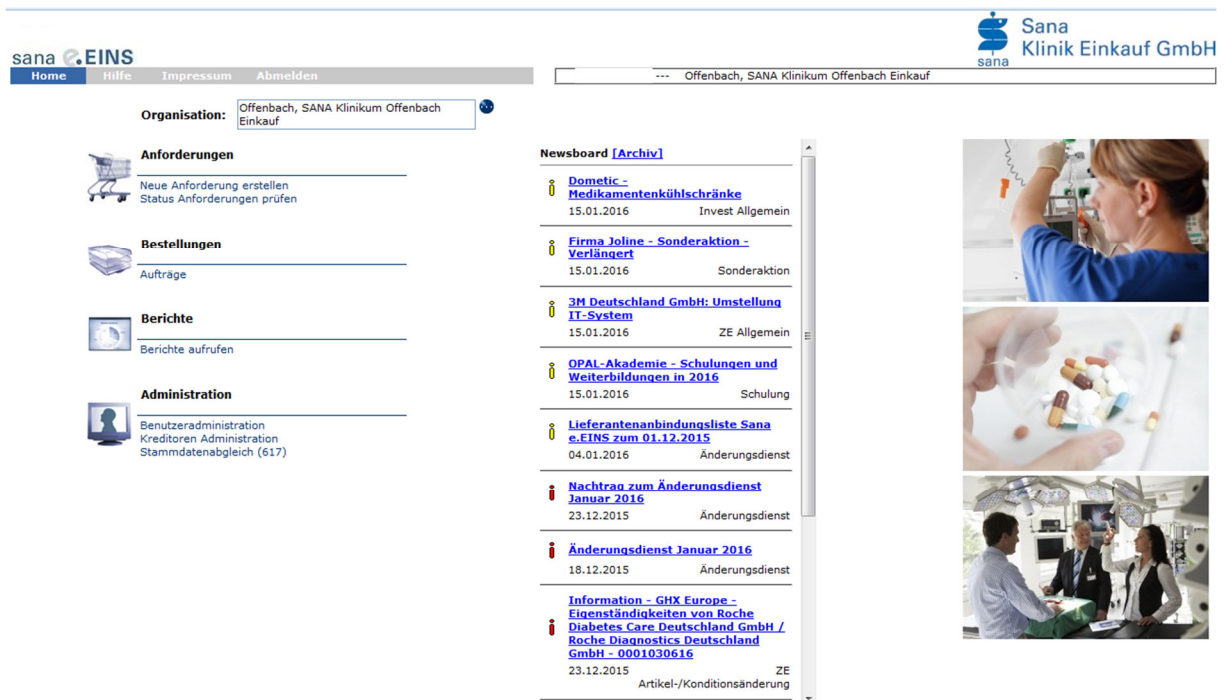 Sana
Klinik Einkauf GmbH
sana
sana e.EINS
Home Hilfe Impressum Abmelden
--- Offenbach, SANA Klinikum Offenbach Einkauf
Organisation:
Offenbach, SANA Klinikum Offenbach
Einkauf
Anforderungen
Neue Anforderung erstellen
Status Anforderungen prüfen
Bestellungen
Aufträge
Berichte
Berichte aufrufen
Administration
Benutzeradministration
Kreditoren Administration
Stammdatenabgleich (617)
Newsboard [Archiv]
Dometic -
Medikamentenkühlschränke
15.01.2016 Invest Allgemein
Firma Joline - Sonderaktion -
Verlängert
15.01.2016 Sonderaktion
3M Deutschland GmbH: Umstellung
IT-System
15.01.2016 ZE Allgemein
OPAL-Akademie - Schulungen und
Weiterbildungen in 2016
15.01.2016 Schulung
Lieferantenanbindungsliste Sana
e.EINS zum 01.12.2015
04.01.2016 Änderungsdienst
Nachtrag zum Änderungsdienst
Januar 2016
23.12.2015 Änderungsdienst
Änderungsdienst Januar 2016
18.12.2015 Änderungsdienst
Information - GHX Europe -
Eigenständigkeiten von Roche
Diabetes Care Deutschland GmbH /
Roche Diagnostics Deutschland
GmbH - 0001030616
23.12.2015 ZE
Artikel-/Konditionsänderung